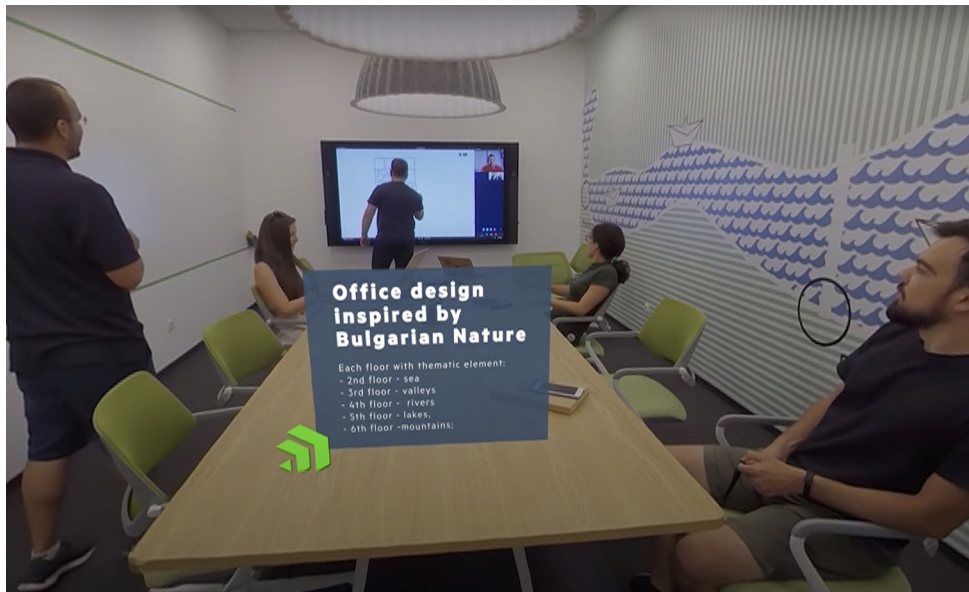 Office design
inspired by
Bulgarian Nature
Each floor with thematic element:
- 2nd floor - sea
- 3rd floor - valleys
- 4th floor - rivers
- 5th floor - lakes,
- 6th floor -mountains;